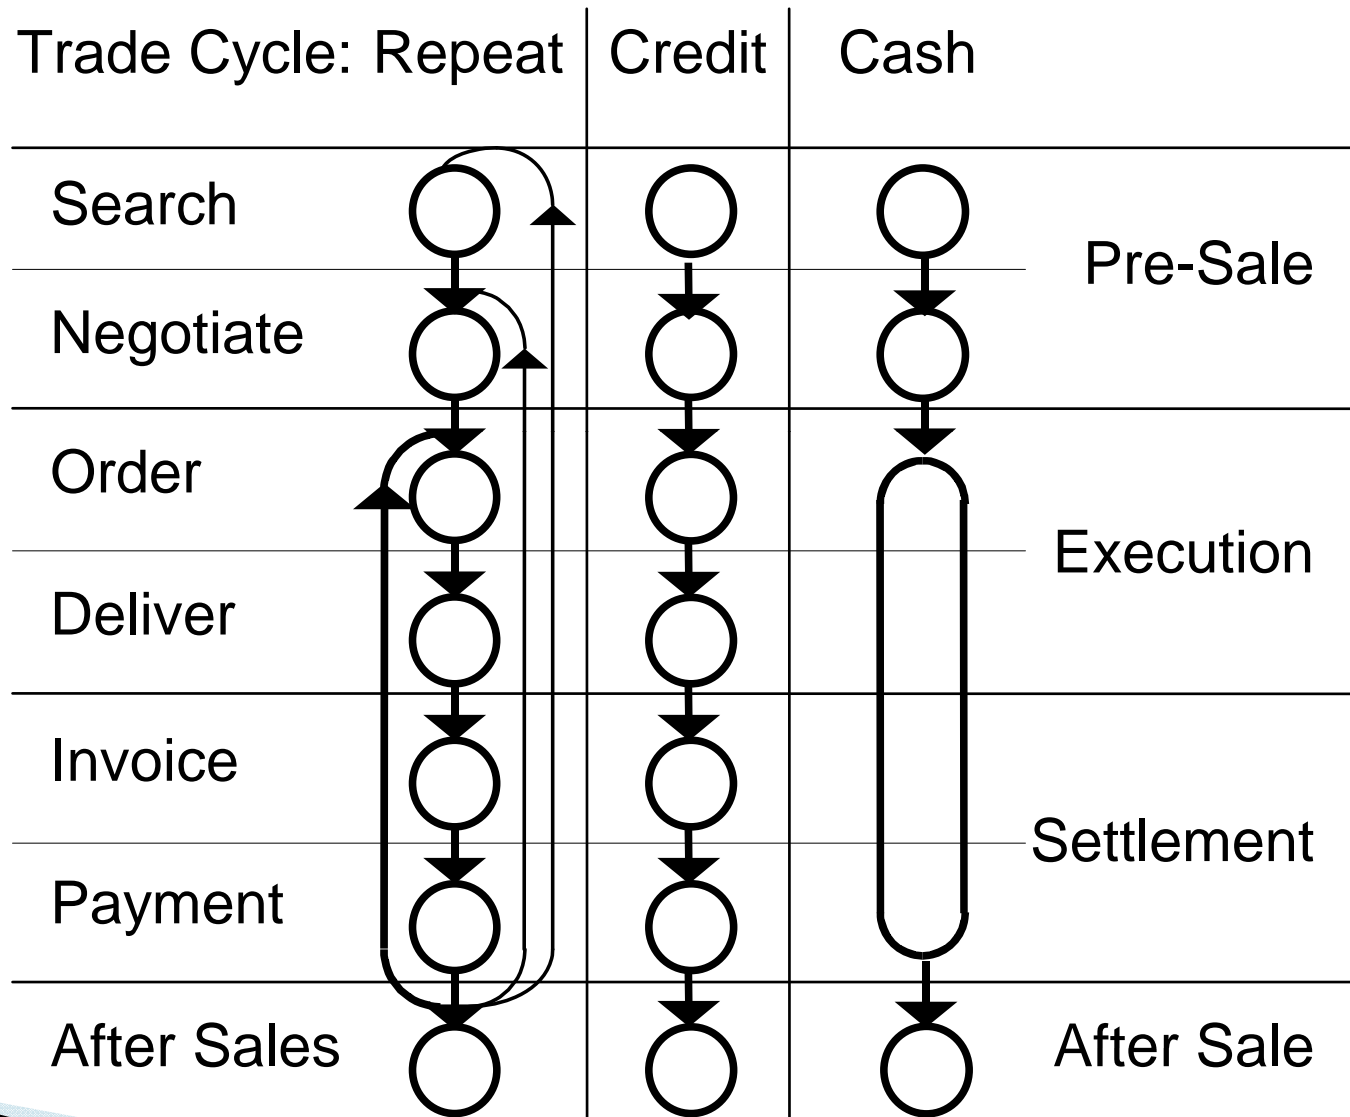 Trade Cycle: Repeat Credit Cash
Search
Pre-Sale
Negotiate
Order
Execution
Deliver
Invoice
Settlement
Payment
After Sales After Sale